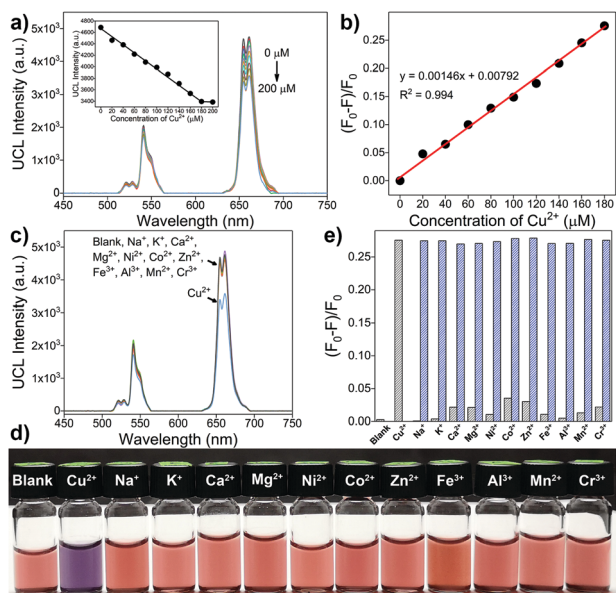 a)
UCL Intensity (a.u.)
5x10³
4x10³
3x10³
2x10³
1x10³
0
450 500 550 600 650 700 750
Wavelength (nm)
0 μM
200 μM
UCL Intensity (a.u.)
4800
4600
4400
4200
4000
3800
3600
3400
0 20 40 60 80 100 120 140 160 180 200
Concentration of Cu²⁺ (μM)
b)
(F₀-F)/F₀
0.25
0.20
0.15
0.10
0.05
0.00
y = 0.00146x + 0.00792
R² = 0.994
0 20 40 60 80 100 120 140 160 180
Concentration of Cu²⁺ (μM)
c)
UCL Intensity (a.u.)
5x10³
4x10³
3x10³
2x10³
1x10³
0
Blank, Na⁺, K⁺, Ca²⁺,
Mg²⁺, Ni²⁺, Co²⁺, Zn²⁺,
Fe³⁺, Al³⁺, Mn²⁺, Cr³⁺
Cu²⁺
450 500 550 600 650 700 750
Wavelength (nm)
e)
(F₀-F)/F₀
0.25
0.20
0.15
0.10
0.05
0.00
Blank Cu²⁺ Na⁺ K⁺ Ca²⁺ Mg²⁺ Ni²⁺ Co²⁺ Zn²⁺ Fe³⁺ Al³⁺ Mn²⁺ Cr³⁺
d)
Blank Cu²⁺ Na⁺ K⁺ Ca²⁺ Mg²⁺ Ni²⁺ Co²⁺ Zn²⁺ Fe³⁺ Al³⁺ Mn²⁺ Cr³⁺